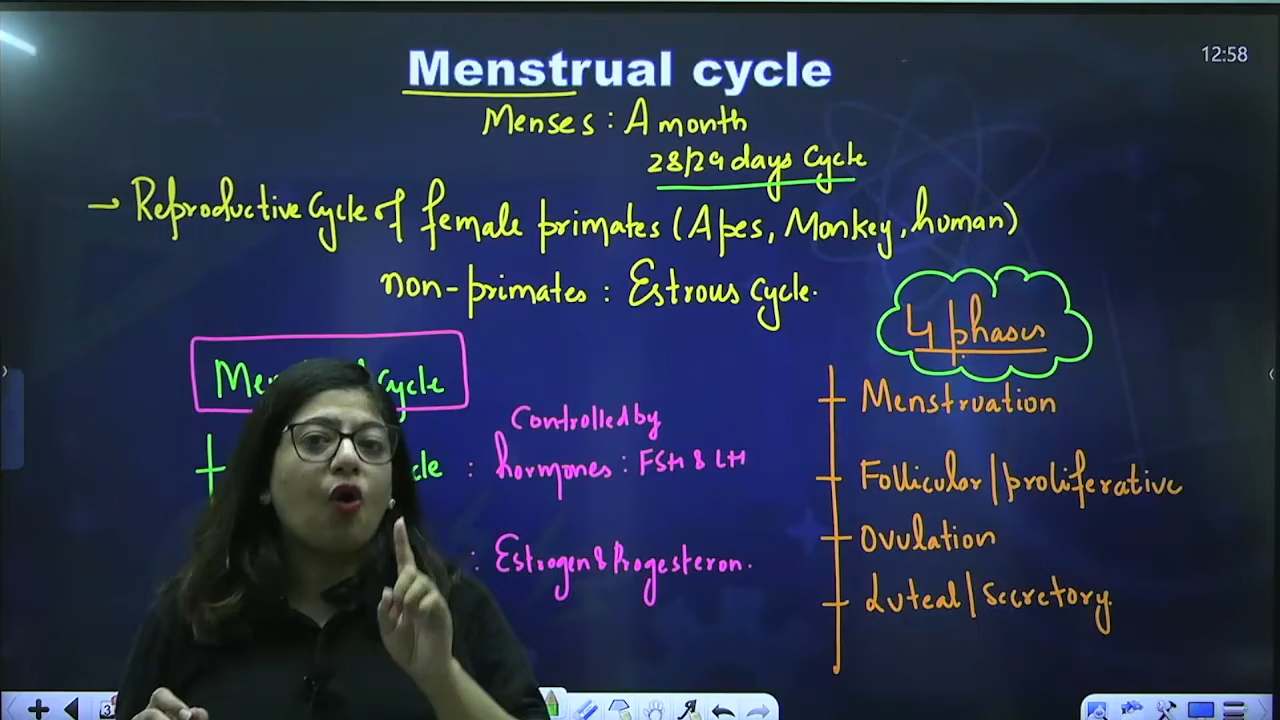 12:58
Menstrual cycle
Menses : A month
28/29 days Cycle
→ Reproductive Cycle of female primates (Apes, Monkey, human)
non-primates : Estrous Cycle.
4 phases
Cycle
Menstruation
Controlled by
: hormones : FSH & LH
Follicular/proliferative
Ovulation
: Estrogen & Progesteron.
Luteal/Secretory